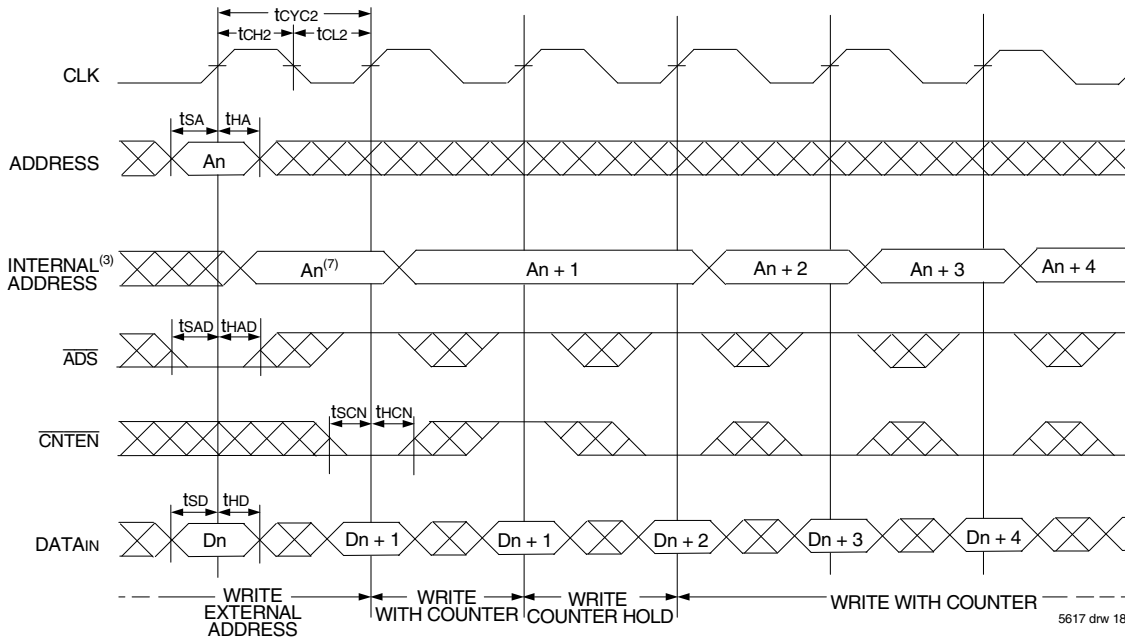 tCYC2
tCH2 tCL2
CLK
tSA tHA
ADDRESS An
INTERNAL(3)
ADDRESS An(7) An + 1 An + 2 An + 3 An + 4
tSAD tHAD
ADS
tSCN tHCN
CNTEN
tSD tHD
DATAIN Dn Dn + 1 Dn + 1 Dn + 2 Dn + 3 Dn + 4
WRITE
EXTERNAL
ADDRESS
WRITE
WITH COUNTER
WRITE
COUNTER HOLD
WRITE WITH COUNTER
5617 drw 18